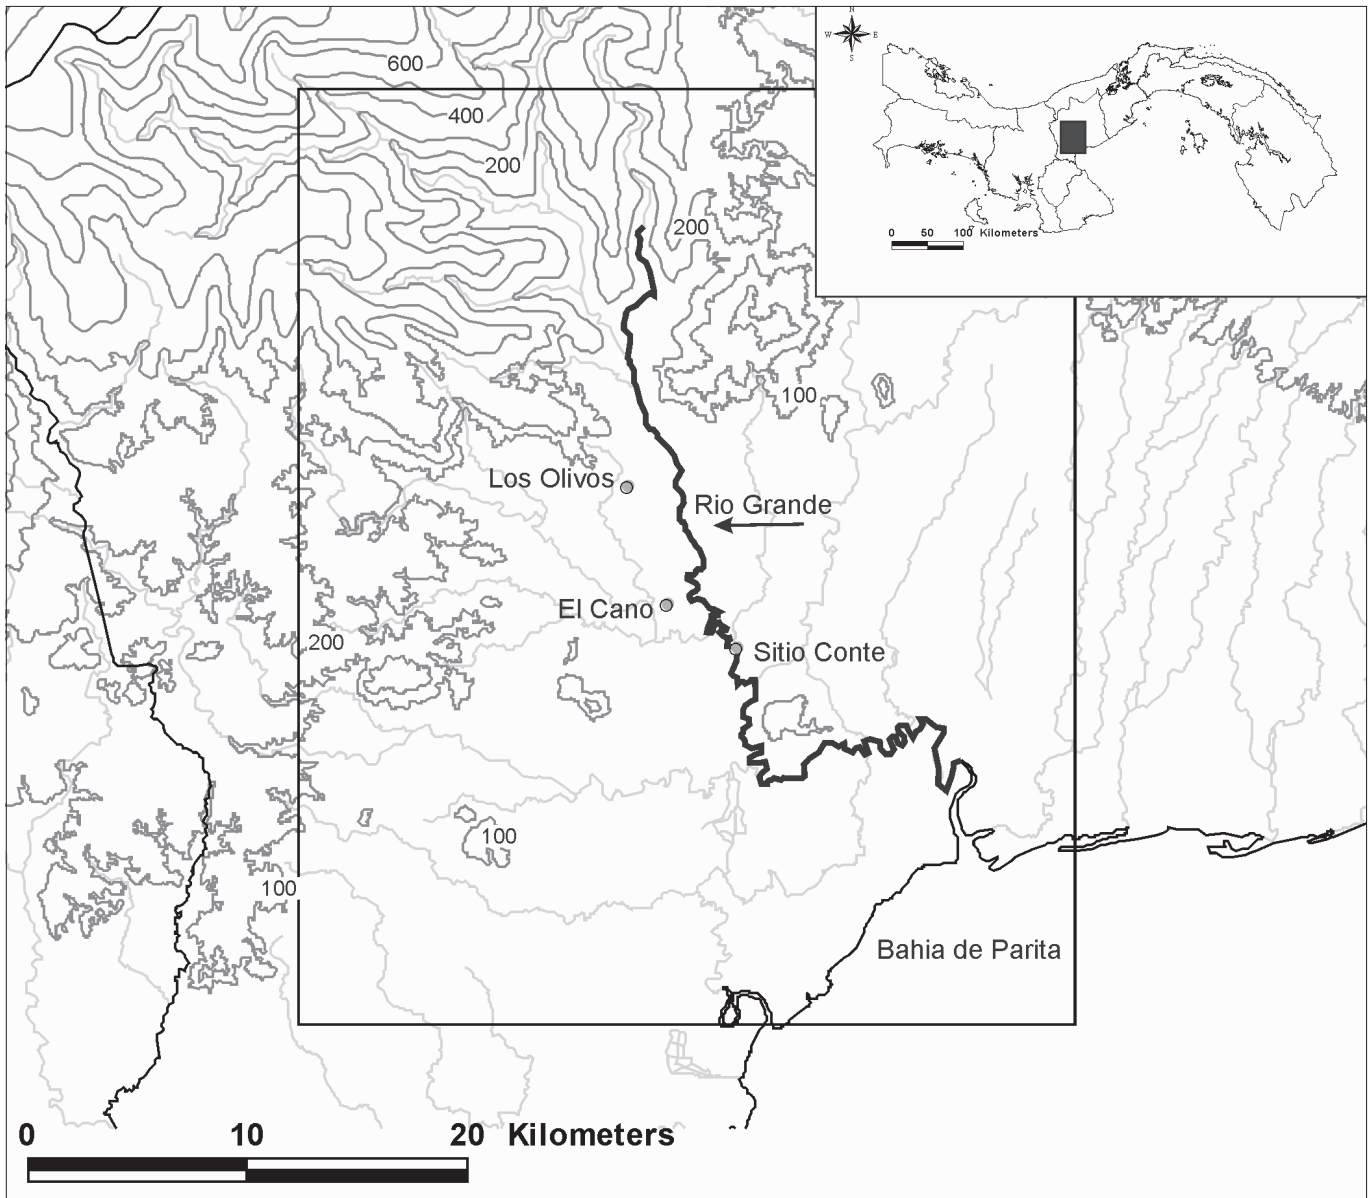 N
W E
S
600
400
200
200
0 50 100 Kilometers
100
Los Olivos
Rio Grande
El Cano
200
Sitio Conte
100
100
Bahia de Parita
0 10 20 Kilometers